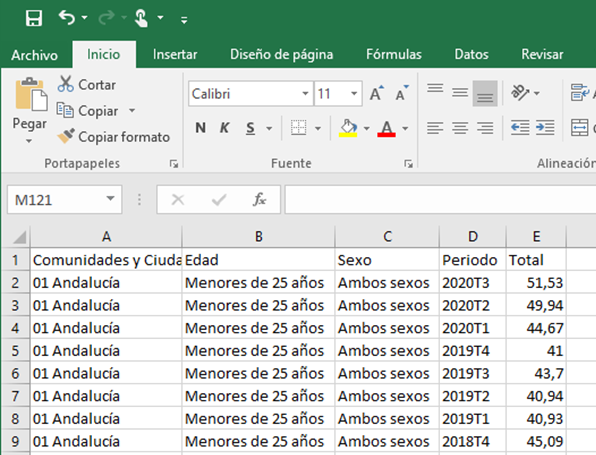 Archivo Inicio Insertar Diseño de página Fórmulas Datos Revisar
Cortar
Copiar
Copiar formato
Pegar
Portapapeles
Calibri 11 A A
N K S A
Fuente
Alineación
M121 fx
A B C D E
1 Comunidades y Ciuda Edad Sexo Periodo Total
2 01 Andalucía Menores de 25 años Ambos sexos 2020T3 51,53
3 01 Andalucía Menores de 25 años Ambos sexos 2020T2 49,94
4 01 Andalucía Menores de 25 años Ambos sexos 2020T1 44,67
5 01 Andalucía Menores de 25 años Ambos sexos 2019T4 41
6 01 Andalucía Menores de 25 años Ambos sexos 2019T3 43,7
7 01 Andalucía Menores de 25 años Ambos sexos 2019T2 40,94
8 01 Andalucía Menores de 25 años Ambos sexos 2019T1 40,93
9 01 Andalucía Menores de 25 años Ambos sexos 2018T4 45,09